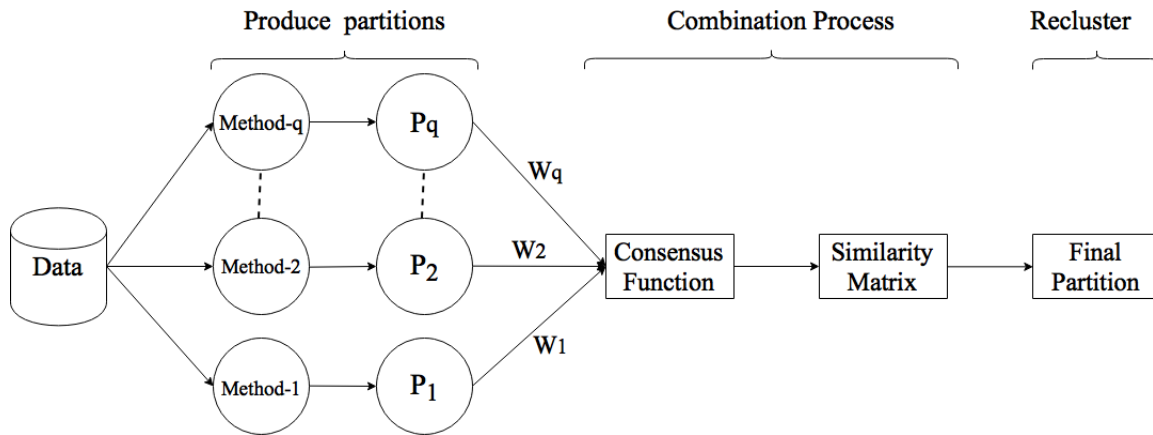 Produce partitions
Combination Process
Recluster
Method-q
Pq
Wq
Data
Method-2
P2
W2
Consensus
Function
Similarity
Matrix
Final
Partition
W1
Method-1
P1